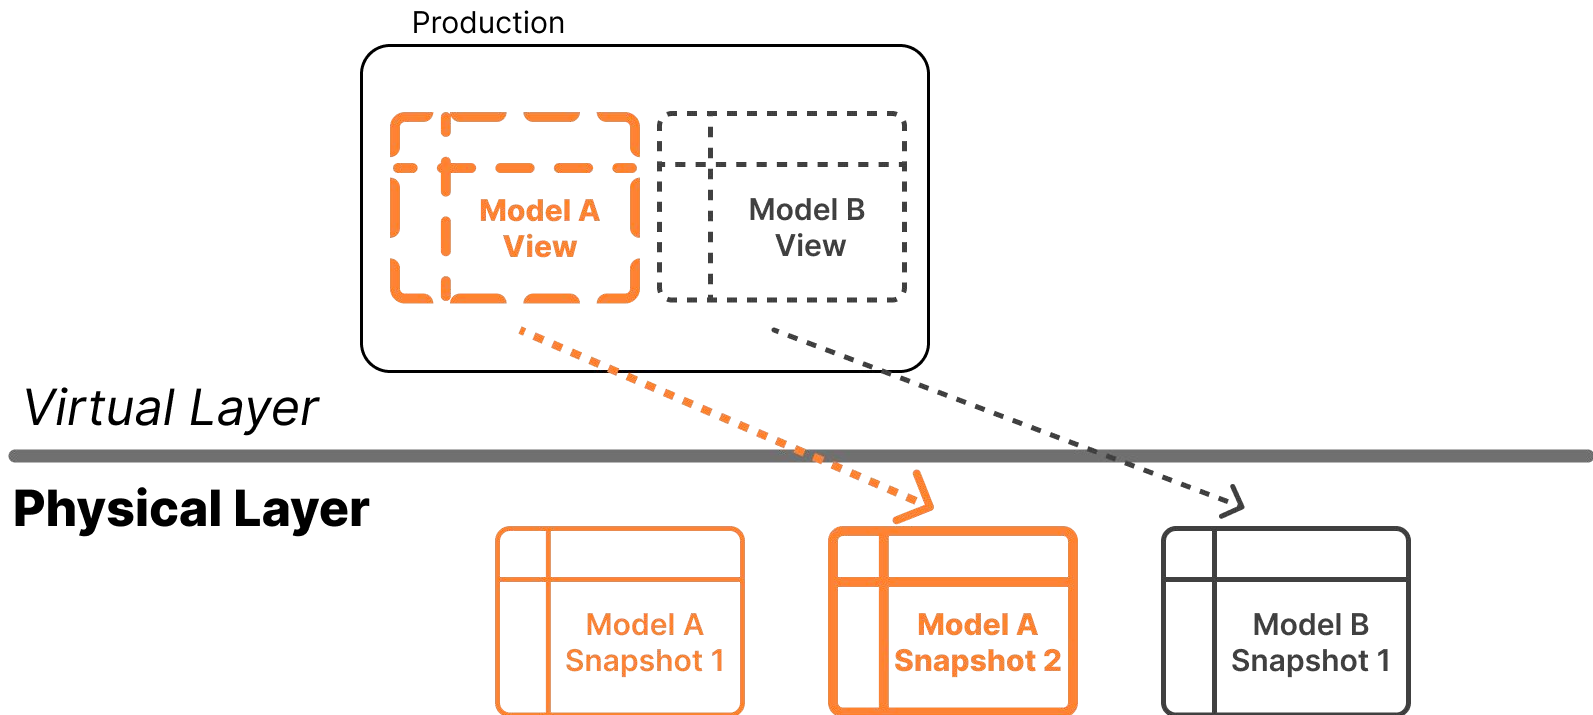 Production
Model A
View
Model B
View
Virtual Layer
Physical Layer
Model A
Snapshot 1
Model A
Snapshot 2
Model B
Snapshot 1